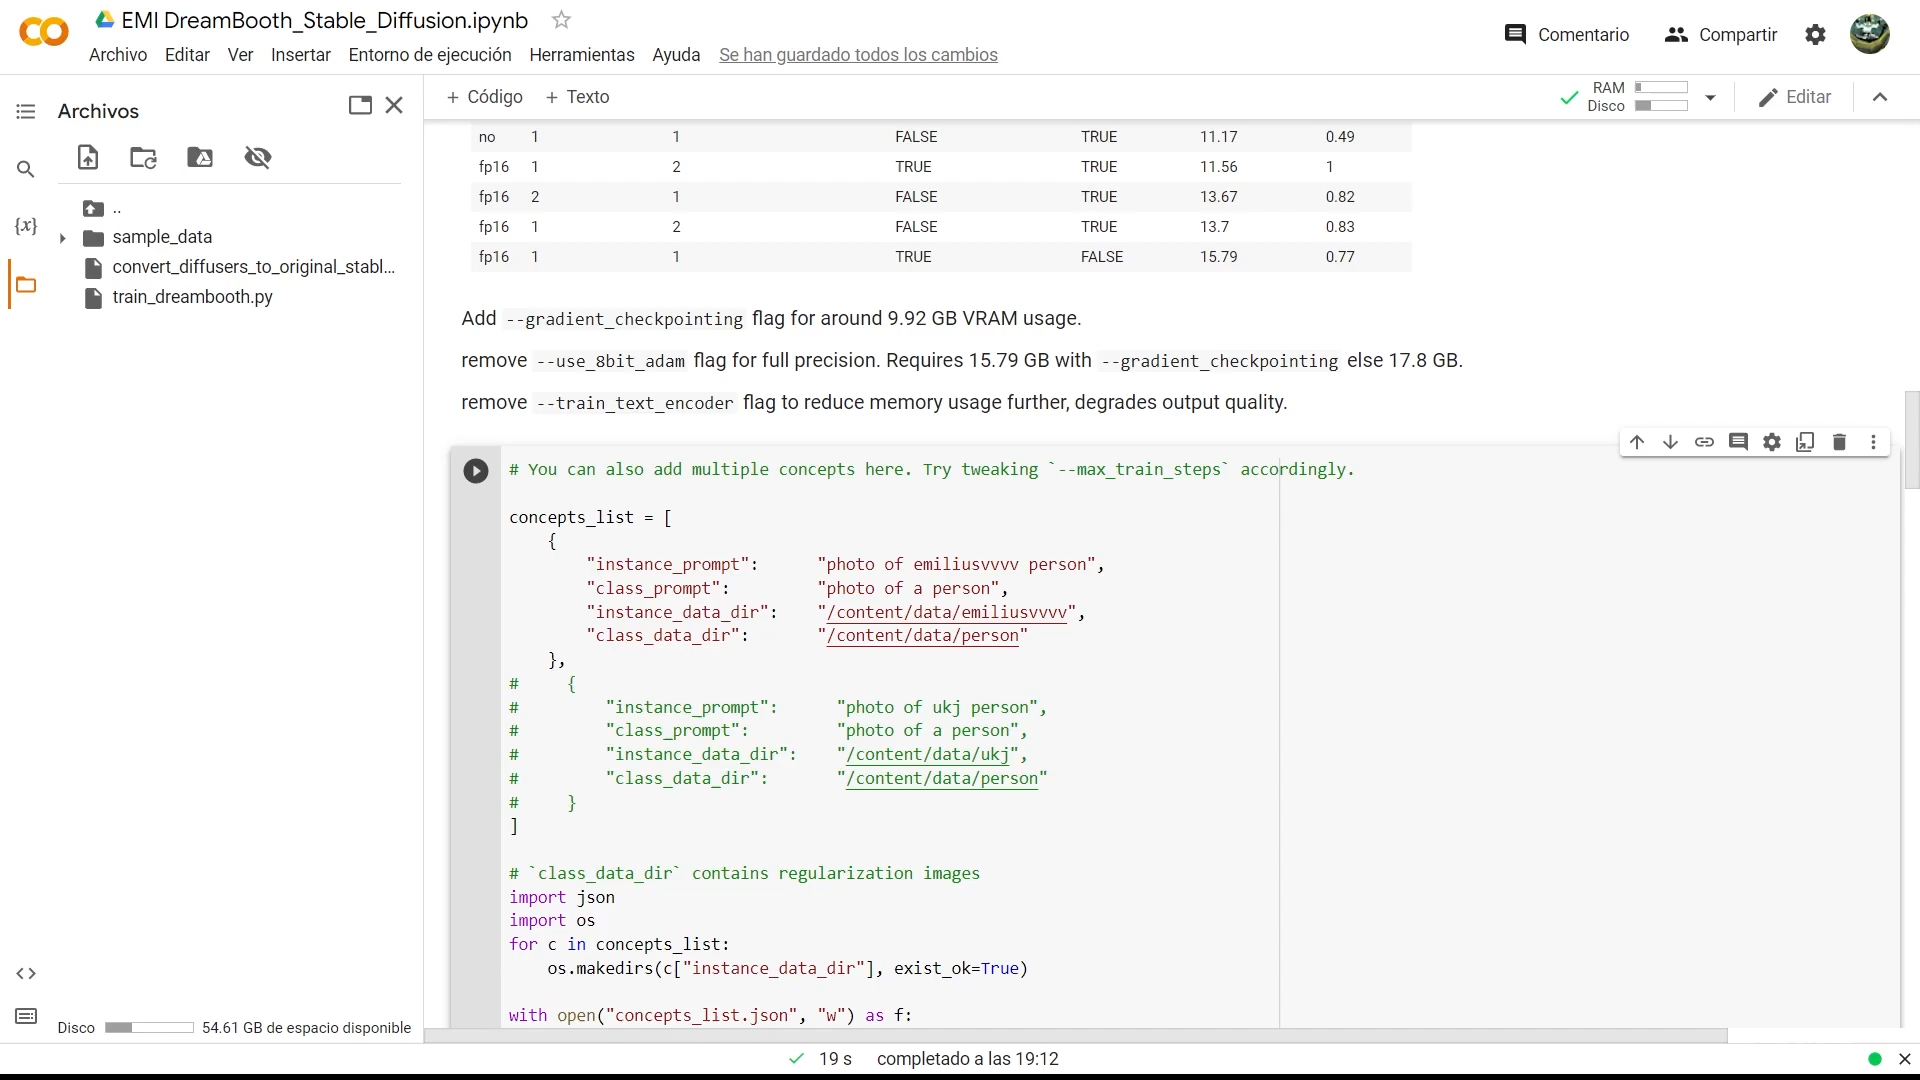 EMI DreamBooth_Stable_Diffusion.ipynb
Archivo Editar Ver Insertar Entorno de ejecución Herramientas Ayuda Se han guardado todos los cambios
Comentario Compartir
Archivos
..
sample_data
convert_diffusers_to_original_stabl...
train_dreambooth.py
{x}
<>
Disco 54.61 GB de espacio disponible
+ Código + Texto
RAM
Disco
Editar
no 1 1 FALSE TRUE 11.17 0.49
fp16 1 2 TRUE TRUE 11.56 1
fp16 2 1 FALSE TRUE 13.67 0.82
fp16 1 2 FALSE TRUE 13.7 0.83
fp16 1 1 TRUE FALSE 15.79 0.77
Add --gradient_checkpointing flag for around 9.92 GB VRAM usage.
remove --use_8bit_adam flag for full precision. Requires 15.79 GB with --gradient_checkpointing else 17.8 GB.
remove --train_text_encoder flag to reduce memory usage further, degrades output quality.
# You can also add multiple concepts here. Try tweaking `--max_train_steps` accordingly.
concepts_list = [
{
"instance_prompt": "photo of emiliusvvvv person",
"class_prompt": "photo of a person",
"instance_data_dir": "/content/data/emiliusvvvv",
"class_data_dir": "/content/data/person"
},
# {
# "instance_prompt": "photo of ukj person",
# "class_prompt": "photo of a person",
# "instance_data_dir": "/content/data/ukj",
# "class_data_dir": "/content/data/person"
# }
]
# `class_data_dir` contains regularization images
import json
import os
for c in concepts_list:
os.makedirs(c["instance_data_dir"], exist_ok=True)
with open("concepts_list.json", "w") as f:
19 s completado a las 19:12